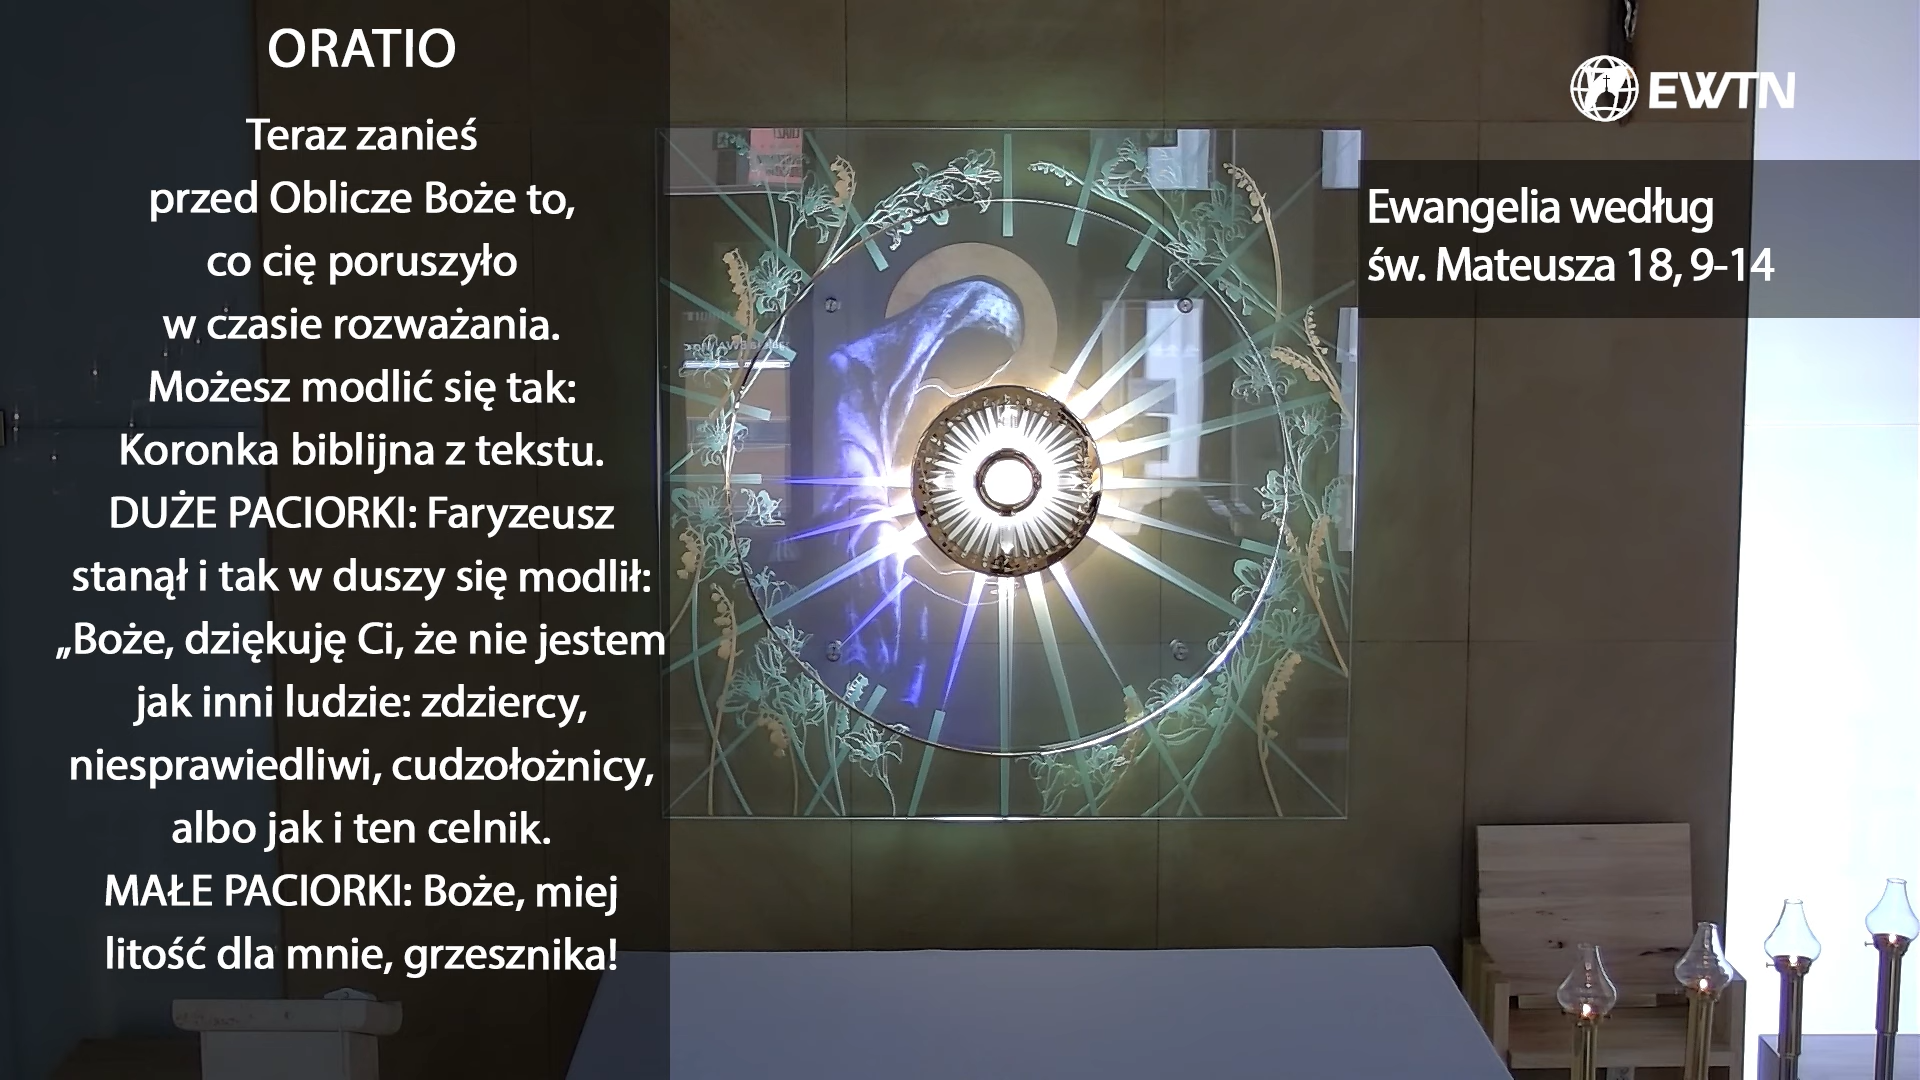 ORATIO
Teraz zanieś
przed Oblicze Boże to,
co cię poruszyło
w czasie rozważania.
Możesz modlić się tak:
Koronka biblijna z tekstu.
DUŻE PACIORKI: Faryzeusz
stanął i tak w duszy się modlił:
„Boże, dziękuję Ci, że nie jestem
jak inni ludzie: zdziercy,
niesprawiedliwi, cudzołożnicy,
albo jak i ten celnik.
MAŁE PACIORKI: Boże, miej
litość dla mnie, grzesznika!
EWTN
Ewangelia według
św. Mateusza 18, 9-14